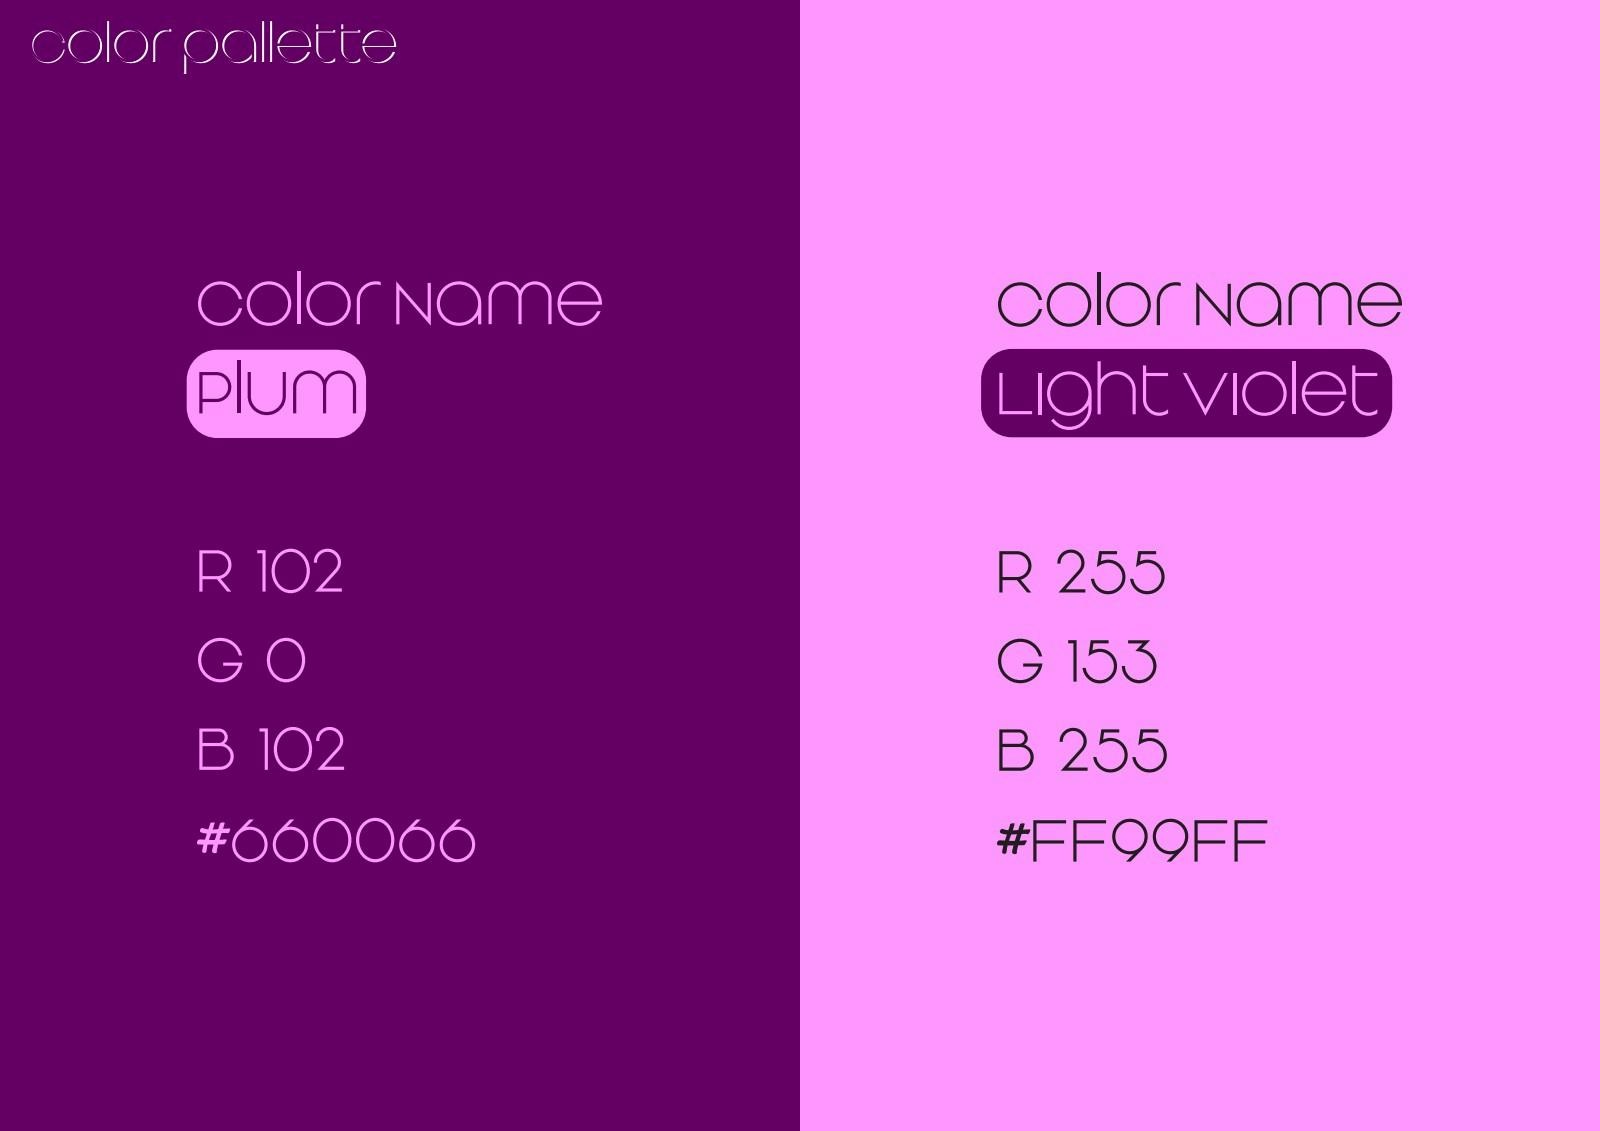 color pallette
color Name
Plum
R 102
G 0
B 102
#660066
color Name
Light violet
R 255
G 153
B 255
#FF99FF